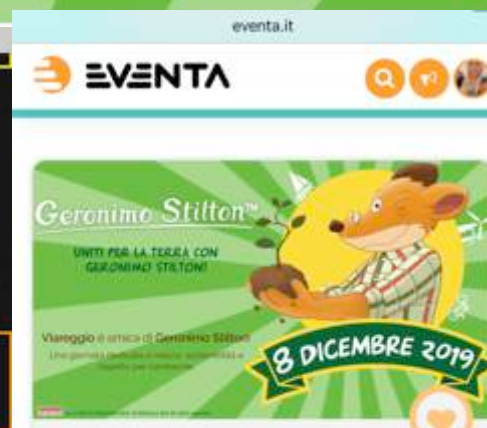 eventa.it
EVENTA
Geronimo Stilton™
UNITI PER LA TERRA CON
GERONIMO STILTON!
Viareggio è amica di Geronimo Stilton
8 DICEMBRE 2019